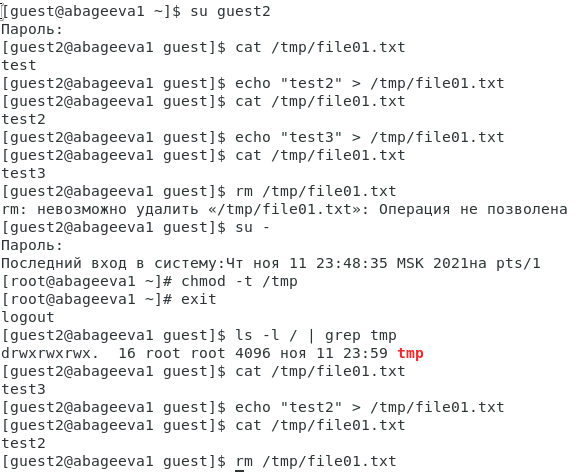 [guest@abageeva1 ~]$ su guest2
Пароль:
[guest2@abageeva1 guest]$ cat /tmp/file01.txt
test
[guest2@abageeva1 guest]$ echo "test2" > /tmp/file01.txt
[guest2@abageeva1 guest]$ cat /tmp/file01.txt
test2
[guest2@abageeva1 guest]$ echo "test3" > /tmp/file01.txt
[guest2@abageeva1 guest]$ cat /tmp/file01.txt
test3
[guest2@abageeva1 guest]$ rm /tmp/file01.txt
rm: невозможно удалить «/tmp/file01.txt»: Операция не позволена
[guest2@abageeva1 guest]$ su -
Пароль:
Последний вход в систему:Чт ноя 11 23:48:35 MSK 2021на pts/1
[root@abageeva1 ~]# chmod -t /tmp
[root@abageeva1 ~]# exit
logout
[guest2@abageeva1 guest]$ ls -l / | grep tmp
drwxrwxrwx.  16 root root 4096 ноя 11 23:59 tmp
[guest2@abageeva1 guest]$ cat /tmp/file01.txt
test3
[guest2@abageeva1 guest]$ echo "test2" > /tmp/file01.txt
[guest2@abageeva1 guest]$ cat /tmp/file01.txt
test2
[guest2@abageeva1 guest]$ rm /tmp/file01.txt